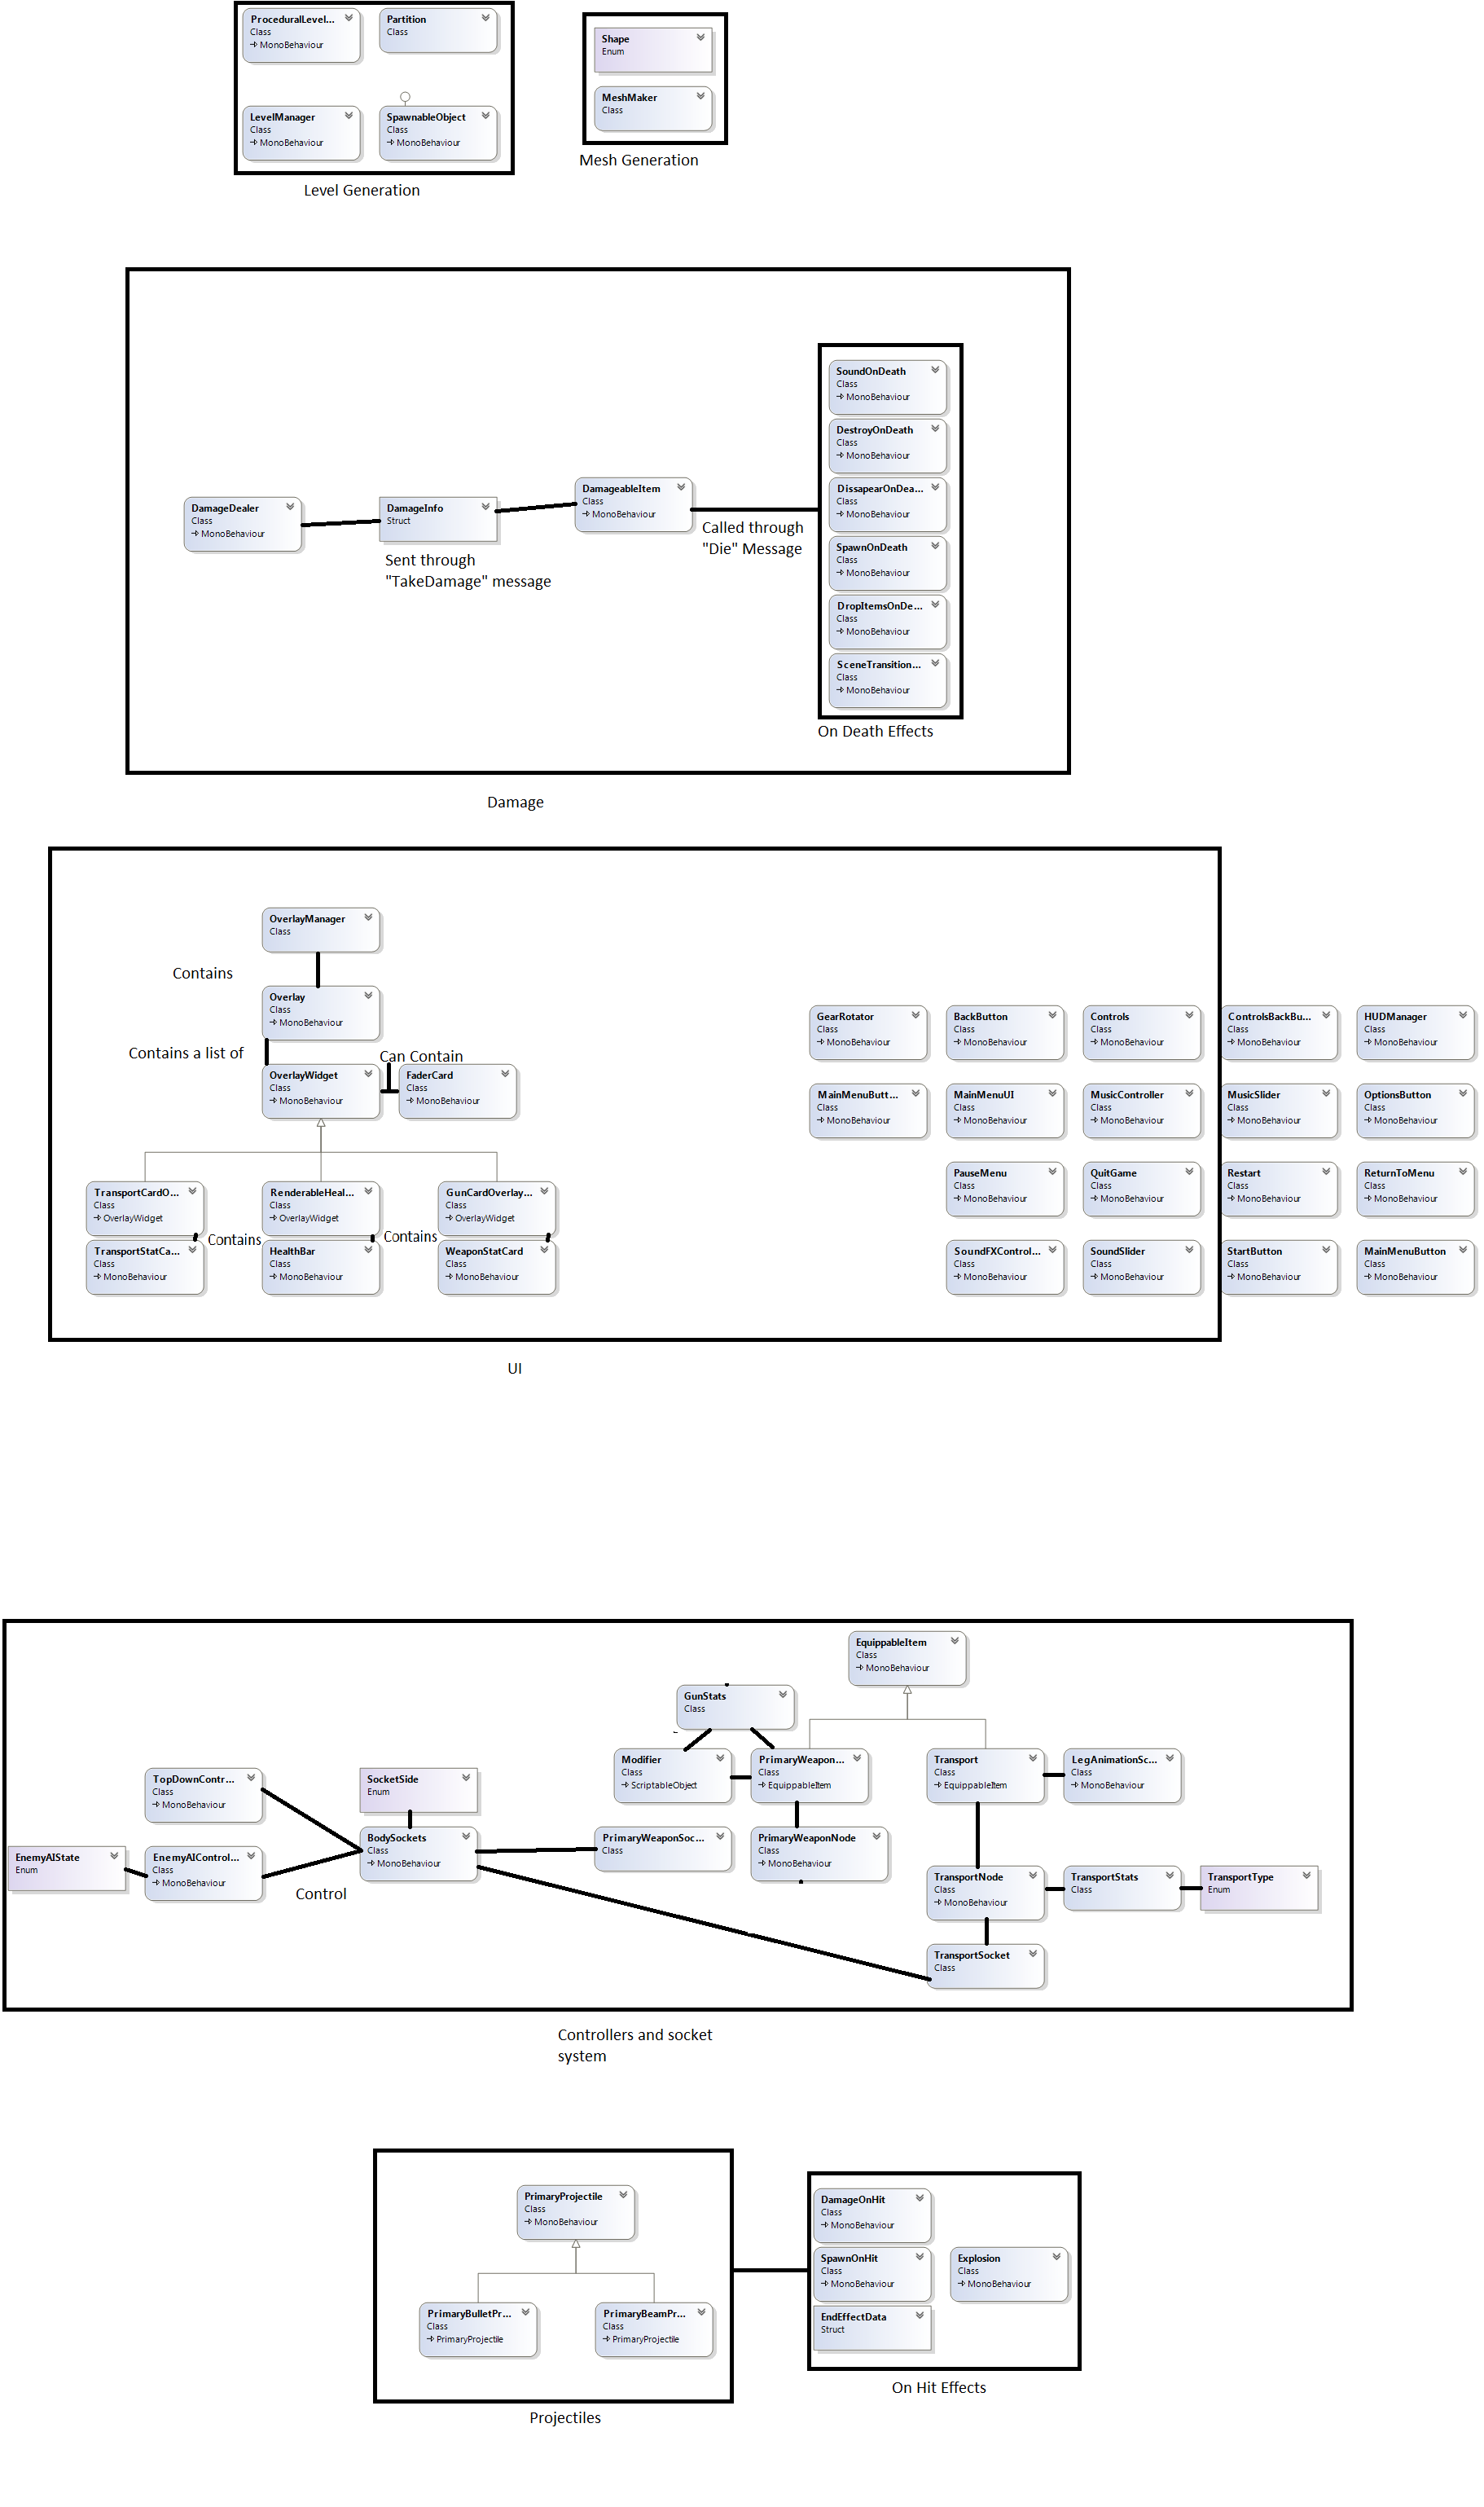 ProceduralLevel...
Class
MonoBehaviour
Partition
Class
LevelManager
Class
MonoBehaviour
SpawnableObject
Class
MonoBehaviour
Level Generation
Shape
Enum
MeshMaker
Class
Mesh Generation
DamageDealer
Class
MonoBehaviour
DamageInfo
Struct
Sent through
"TakeDamage" message
DamageableItem
Class
MonoBehaviour
Called through
"Die" Message
SoundOnDeath
Class
MonoBehaviour
DestroyOnDeath
Class
MonoBehaviour
DissapearOnDea...
Class
MonoBehaviour
SpawnOnDeath
Class
MonoBehaviour
DropItemsOnDe...
Class
MonoBehaviour
SceneTransition...
Class
MonoBehaviour
On Death Effects
Damage
OverlayManager
Class
Contains
Overlay
Class
MonoBehaviour
Contains a list of
Can Contain
OverlayWidget
Class
MonoBehaviour
FaderCard
Class
MonoBehaviour
TransportCardO...
Class
OverlayWidget
RenderableHeal...
Class
OverlayWidget
GunCardOverlay...
Class
OverlayWidget
Contains
Contains
TransportStatCa...
Class
MonoBehaviour
HealthBar
Class
MonoBehaviour
WeaponStatCard
Class
MonoBehaviour
GearRotator
Class
MonoBehaviour
BackButton
Class
MonoBehaviour
Controls
Class
MonoBehaviour
ControlsBackBu...
Class
MonoBehaviour
HUDManager
Class
MonoBehaviour
MainMenuButt...
Class
MonoBehaviour
MainMenuUI
Class
MonoBehaviour
MusicController
Class
MonoBehaviour
MusicSlider
Class
MonoBehaviour
OptionsButton
Class
MonoBehaviour
PauseMenu
Class
MonoBehaviour
QuitGame
Class
MonoBehaviour
Restart
Class
MonoBehaviour
ReturnToMenu
Class
MonoBehaviour
SoundFXControl...
Class
MonoBehaviour
SoundSlider
Class
MonoBehaviour
StartButton
Class
MonoBehaviour
MainMenuButton
Class
MonoBehaviour
UI
EquippableItem
Class
MonoBehaviour
GunStats
Class
Modifier
Class
ScriptableObject
PrimaryWeapon...
Class
EquippableItem
Transport
Class
EquippableItem
LegAnimationSc...
Class
MonoBehaviour
TopDownContr...
Class
MonoBehaviour
SocketSide
Enum
EnemyAIState
Enum
EnemyAIControl...
Class
MonoBehaviour
Control
BodySockets
Class
MonoBehaviour
PrimaryWeaponSoc...
Class
PrimaryWeaponNode
Class
MonoBehaviour
TransportNode
Class
MonoBehaviour
TransportStats
Class
TransportType
Enum
TransportSocket
Class
Controllers and socket
system
PrimaryProjectile
Class
MonoBehaviour
PrimaryBulletPr...
Class
PrimaryProjectile
PrimaryBeamPr...
Class
PrimaryProjectile
Projectiles
DamageOnHit
Class
MonoBehaviour
SpawnOnHit
Class
MonoBehaviour
Explosion
Class
MonoBehaviour
EndEffectData
Struct
On Hit Effects